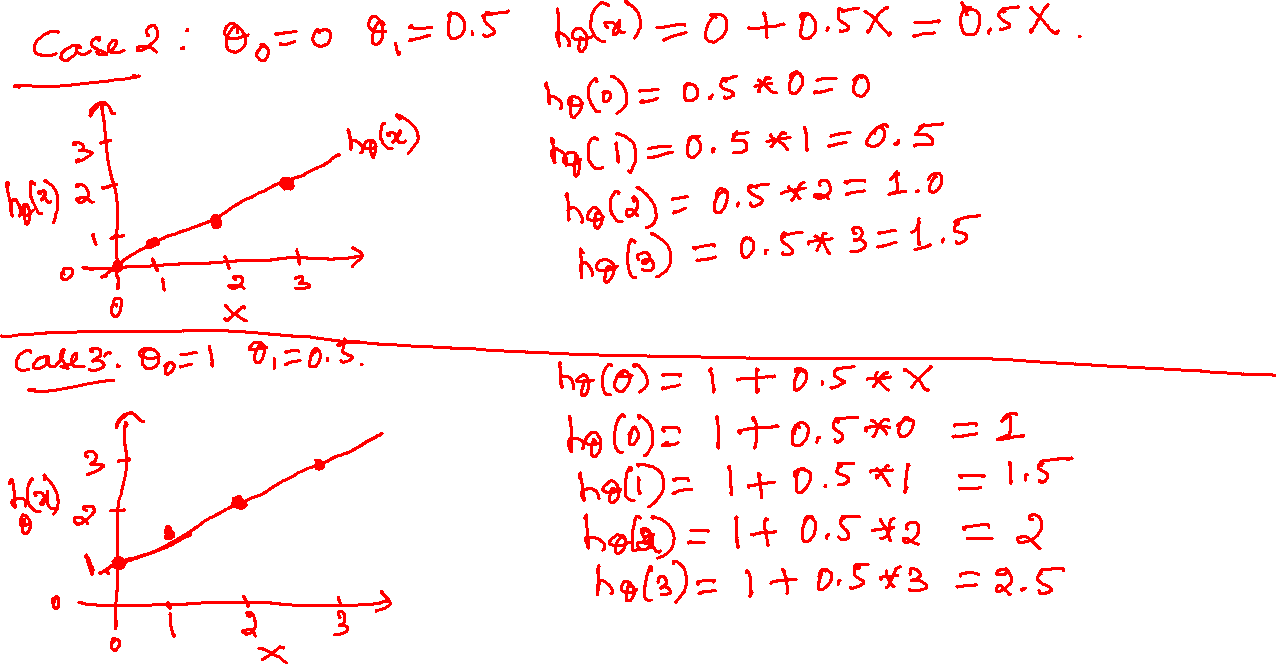 Case 2: θ₀=0 θ₁=0.5 hθ(x) = 0 + 0.5X = 0.5X.
hθ(0) = 0.5 * 0 = 0
hθ(1) = 0.5 * 1 = 0.5
hθ(2) = 0.5 * 2 = 1.0
hθ(3) = 0.5 * 3 = 1.5
hθ(x)
3
hθ(x) 2
1
0
1 2 3
0
X
Case 3: θ₀=1 θ₁=0.5.
hθ(0) = 1 + 0.5 * X
hθ(0) = 1 + 0.5 * 0 = 1
hθ(1) = 1 + 0.5 * 1 = 1.5
hθ(2) = 1 + 0.5 * 2 = 2
hθ(3) = 1 + 0.5 * 3 = 2.5
3
hθ(x) 2
1
0
0 1 2 3
X